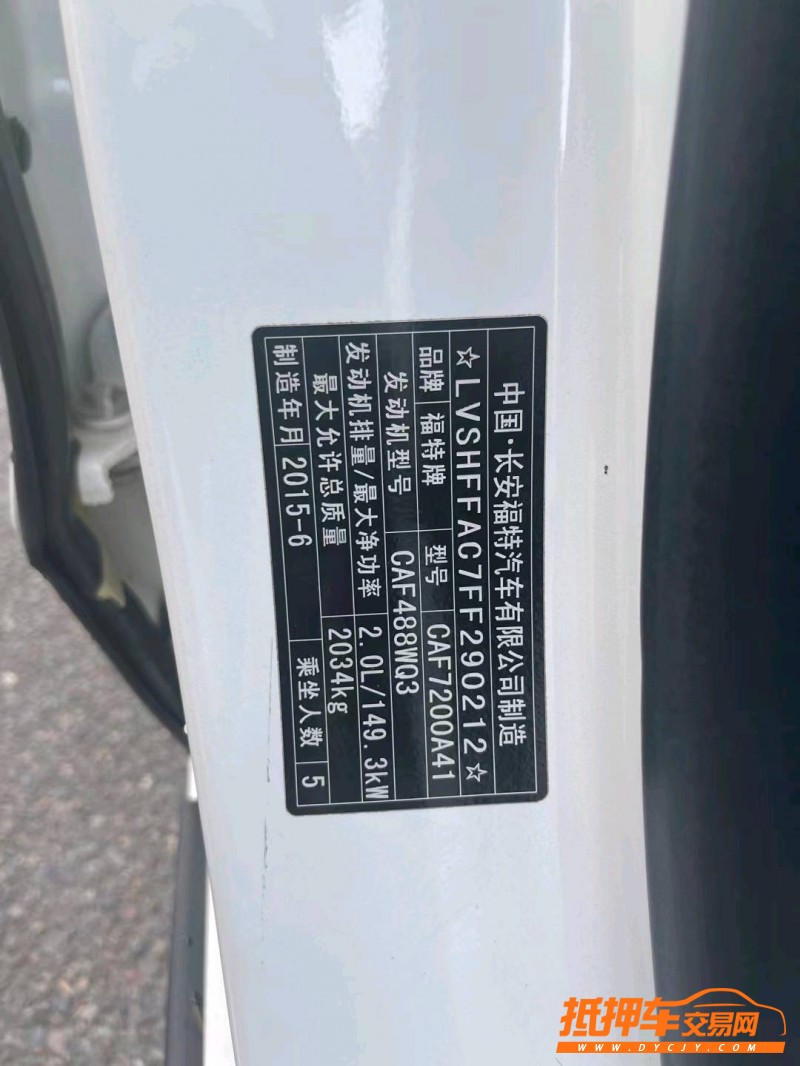 中国·长安福特汽车有限公司制造
☆LVSHFFAC7FF290212☆
品牌 福特牌 型号 CAF7200A41
发动机型号 CAF488WQ3
发动机排量/最大净功率 2.0L/149.3kW
最大允许总质量 2034kg
制造年月 2015-6 乘坐人数 5
抵押车交易网
WWW.DYCJY.COM